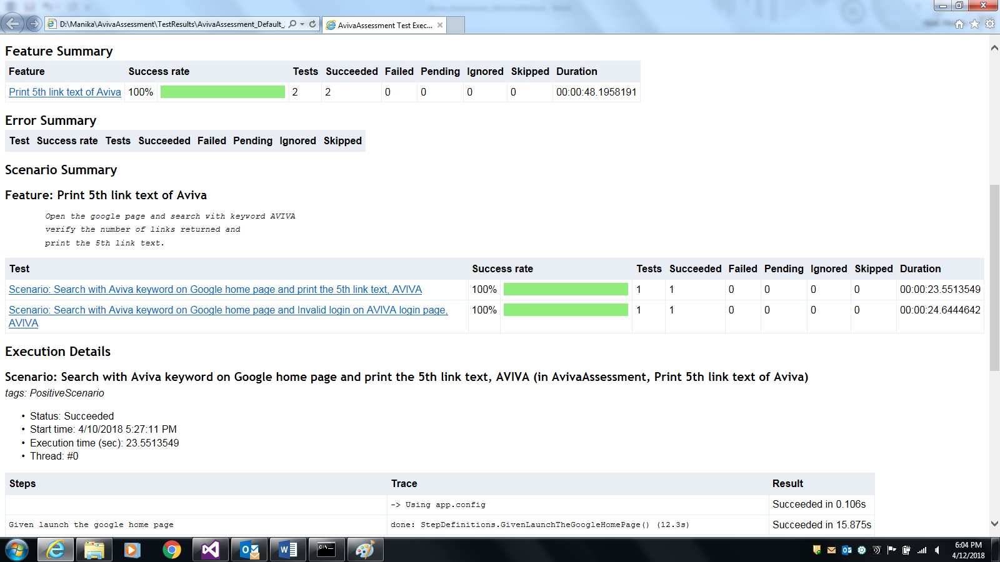 D:\Manika\AvivaAssessment\TestResults\AvivaAssessment_Default_
AvivaAssessment Test Exec...
Feature Summary
Feature Success rate Tests Succeeded Failed Pending Ignored Skipped Duration
Print 5th link text of Aviva 100% 2 2 0 0 0 0 00:00:48.1958191
Error Summary
Test Success rate Tests Succeeded Failed Pending Ignored Skipped
Scenario Summary
Feature: Print 5th link text of Aviva
Open the google page and search with keyword AVIVA
verify the number of links returned and
print the 5th link text.
Test Success rate Tests Succeeded Failed Pending Ignored Skipped Duration
Scenario: Search with Aviva keyword on Google home page and print the 5th link text, AVIVA 100% 1 1 0 0 0 0 00:00:23.5513549
Scenario: Search with Aviva keyword on Google home page and Invalid login on AVIVA login page, 100% 1 1 0 0 0 0 00:00:24.6444642
AVIVA
Execution Details
Scenario: Search with Aviva keyword on Google home page and print the 5th link text, AVIVA (in AvivaAssessment, Print 5th link text of Aviva)
tags: PositiveScenario
• Status: Succeeded
• Start time: 4/10/2018 5:27:11 PM
• Execution time (sec): 23.5513549
• Thread: #0
Steps Trace Result
-> Using app.config Succeeded in 0.106s
Given launch the google home page done: StepDefinitions.GivenLaunchTheGoogleHomePage() (12.3s) Succeeded in 15.875s
6:04 PM
4/12/2018